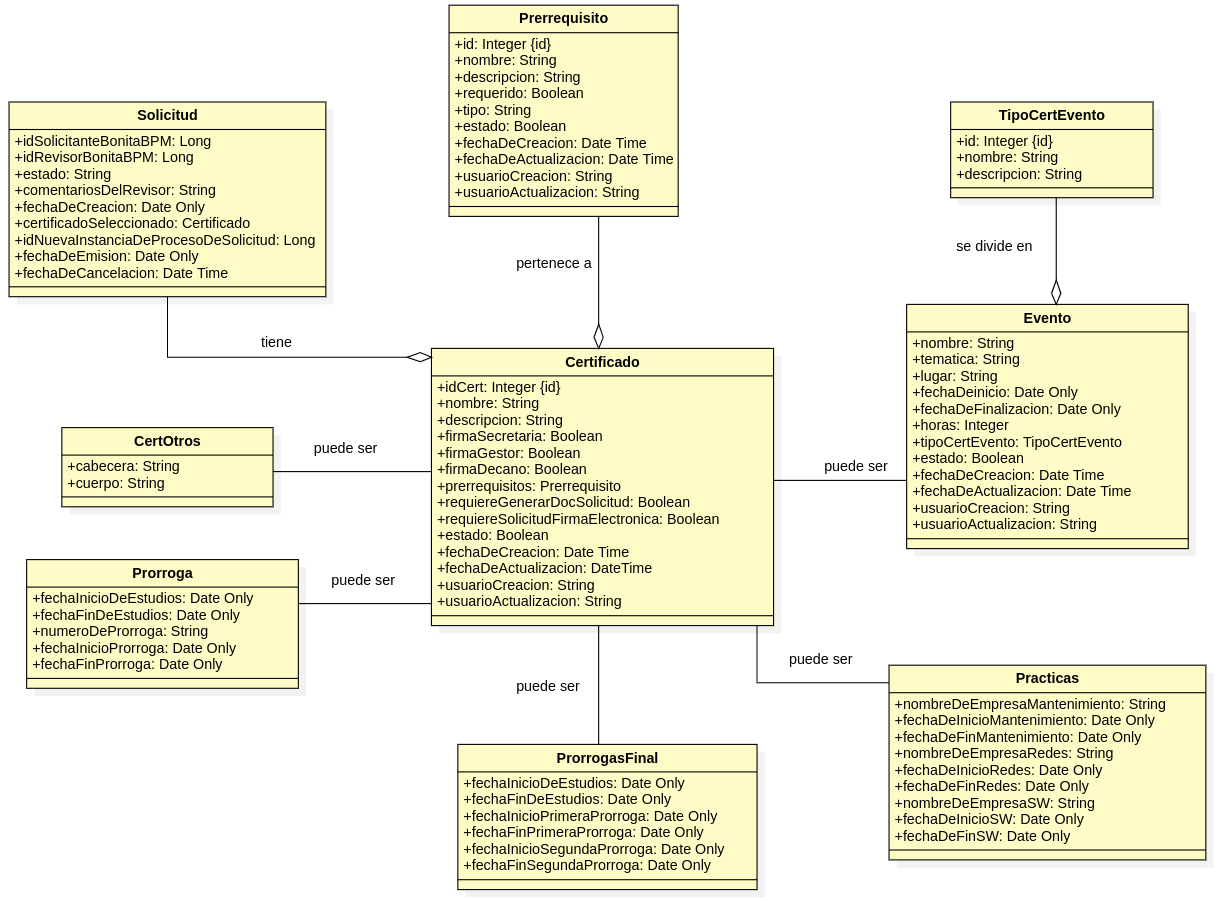 Prerrequisito
+id: Integer {id}
+nombre: String
+descripcion: String
+requerido: Boolean
+tipo: String
+estado: Boolean
+fechaDeCreacion: Date Time
+fechaDeActualizacion: Date Time
+usuarioCreacion: String
+usuarioActualizacion: String
Solicitud
+idSolicitanteBonitaBPM: Long
+idRevisorBonitaBPM: Long
+estado: String
+comentariosDelRevisor: String
+fechaDeCreacion: Date Only
+certificadoSeleccionado: Certificado
+idNuevaInstanciaDeProcesoDeSolicitud: Long
+fechaDeEmision: Date Only
+fechaDeCancelacion: Date Time
TipoCertEvento
+id: Integer {id}
+nombre: String
+descripcion: String
se divide en
pertenece a
tiene
Evento
+nombre: String
+tematica: String
+lugar: String
+fechaDeinicio: Date Only
+fechaDeFinalizacion: Date Only
+horas: Integer
+tipoCertEvento: TipoCertEvento
+estado: Boolean
+fechaDeCreacion: Date Time
+fechaDeActualizacion: Date Time
+usuarioCreacion: String
+usuarioActualizacion: String
Certificado
+idCert: Integer {id}
+nombre: String
+descripcion: String
+firmaSecretaria: Boolean
+firmaGestor: Boolean
+firmaDecano: Boolean
+prerrequisitos: Prerrequisito
+requiereGenerarDocSolicitud: Boolean
+requiereSolicitudFirmaElectronica: Boolean
+estado: Boolean
+fechaDeCreacion: Date Time
+fechaDeActualizacion: DateTime
+usuarioCreacion: String
+usuarioActualizacion: String
CertOtros
+cabecera: String
+cuerpo: String
puede ser
puede ser
Prorroga
+fechaInicioDeEstudios: Date Only
+fechaFinDeEstudios: Date Only
+numeroDeProrroga: String
+fechaInicioProrroga: Date Only
+fechaFinProrroga: Date Only
puede ser
puede ser
puede ser
Practicas
+nombreDeEmpresaMantenimiento: String
+fechaDeInicioMantenimiento: Date Only
+fechaDeFinMantenimiento: Date Only
+nombreDeEmpresaRedes: String
+fechaDeInicioRedes: Date Only
+fechaDeFinRedes: Date Only
+nombreDeEmpresaSW: String
+fechaDeInicioSW: Date Only
+fechaDeFinSW: Date Only
ProrrogasFinal
+fechaInicioDeEstudios: Date Only
+fechaFinDeEstudios: Date Only
+fechaInicioPrimeraProrroga: Date Only
+fechaFinPrimeraProrroga: Date Only
+fechaInicioSegundaProrroga: Date Only
+fechaFinSegundaProrroga: Date Only